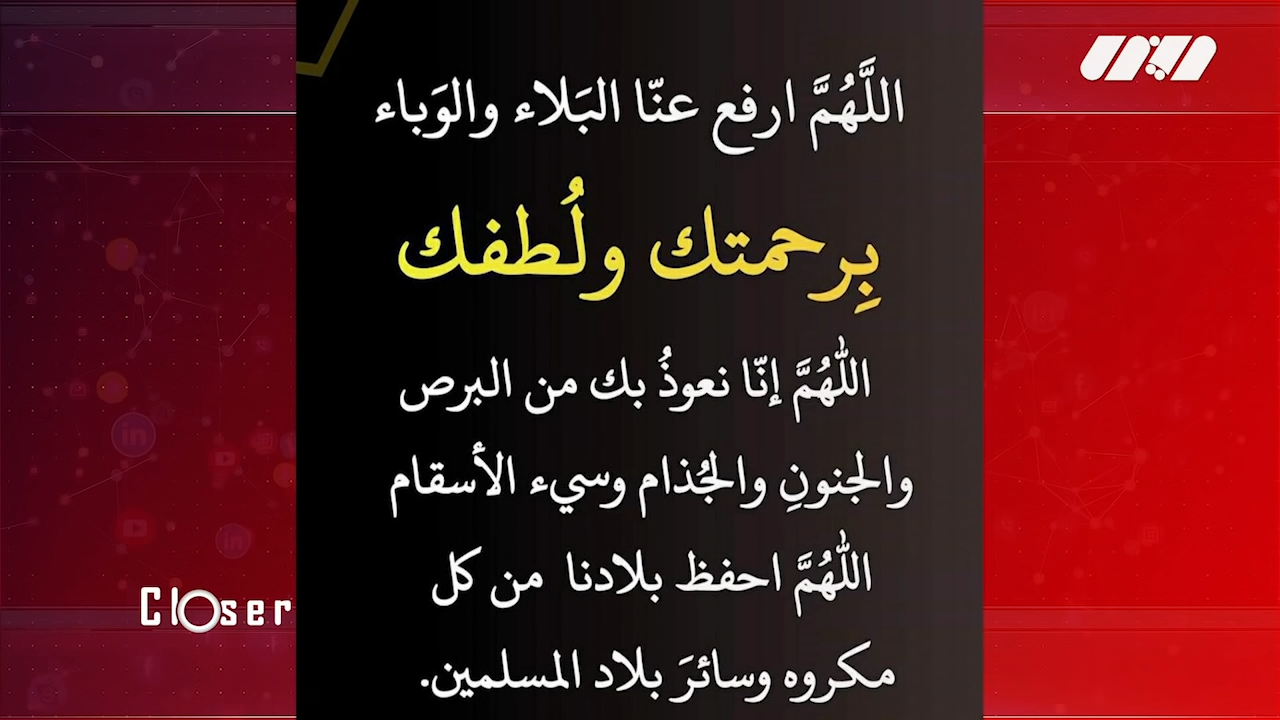 اللَّهُمَّ ارفع عنّا البَلاء والوَباء
بِرحمتك ولُطفك
اللّٰهُمَّ إنّا نعوذُ بك من البرص
والجنونِ والجُذام وسيء الأسقام
اللّٰهُمَّ احفظ بلادنا من كل
مكروه وسائرَ بلاد المسلمين.
Closer